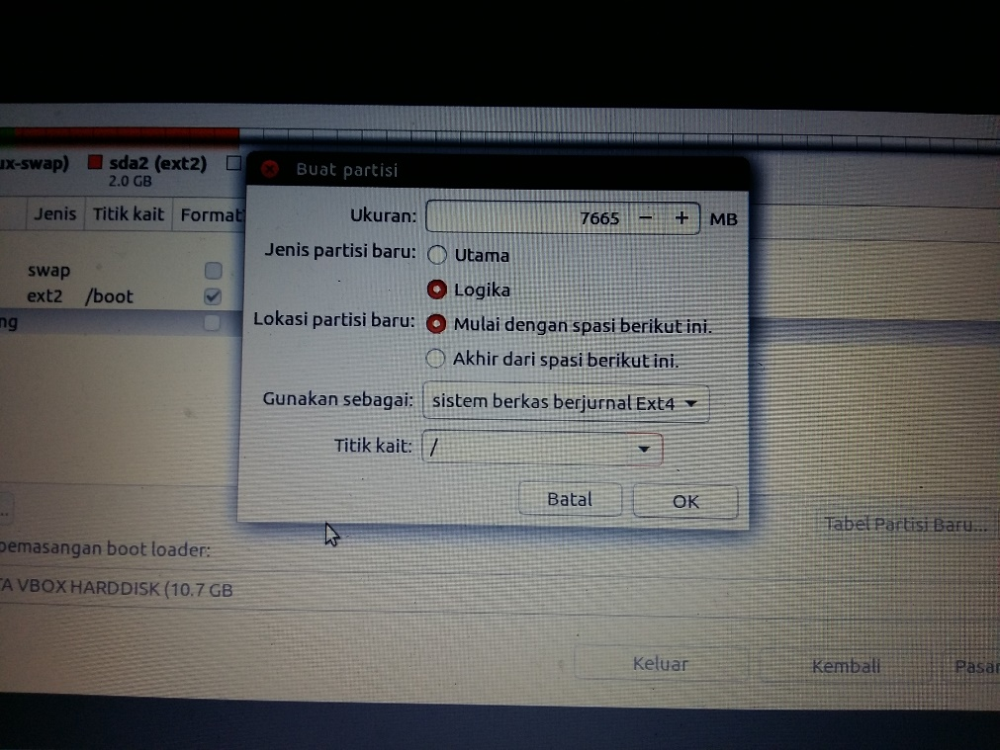 ux-swap) sda2 (ext2)
2.0 GB
Buat partisi
Jenis Titik kait Format
swap
ext2 /boot
ng
Ukuran: 7665 − + MB
Jenis partisi baru: Utama
Logika
Lokasi partisi baru: Mulai dengan spasi berikut ini.
Akhir dari spasi berikut ini.
Gunakan sebagai: sistem berkas berjurnal Ext4
Titik kait: /
Batal OK
... Tabel Partisi Baru...
pemasangan boot loader:
TA VBOX HARDDISK (10.7 GB
Keluar Kembali Pasan